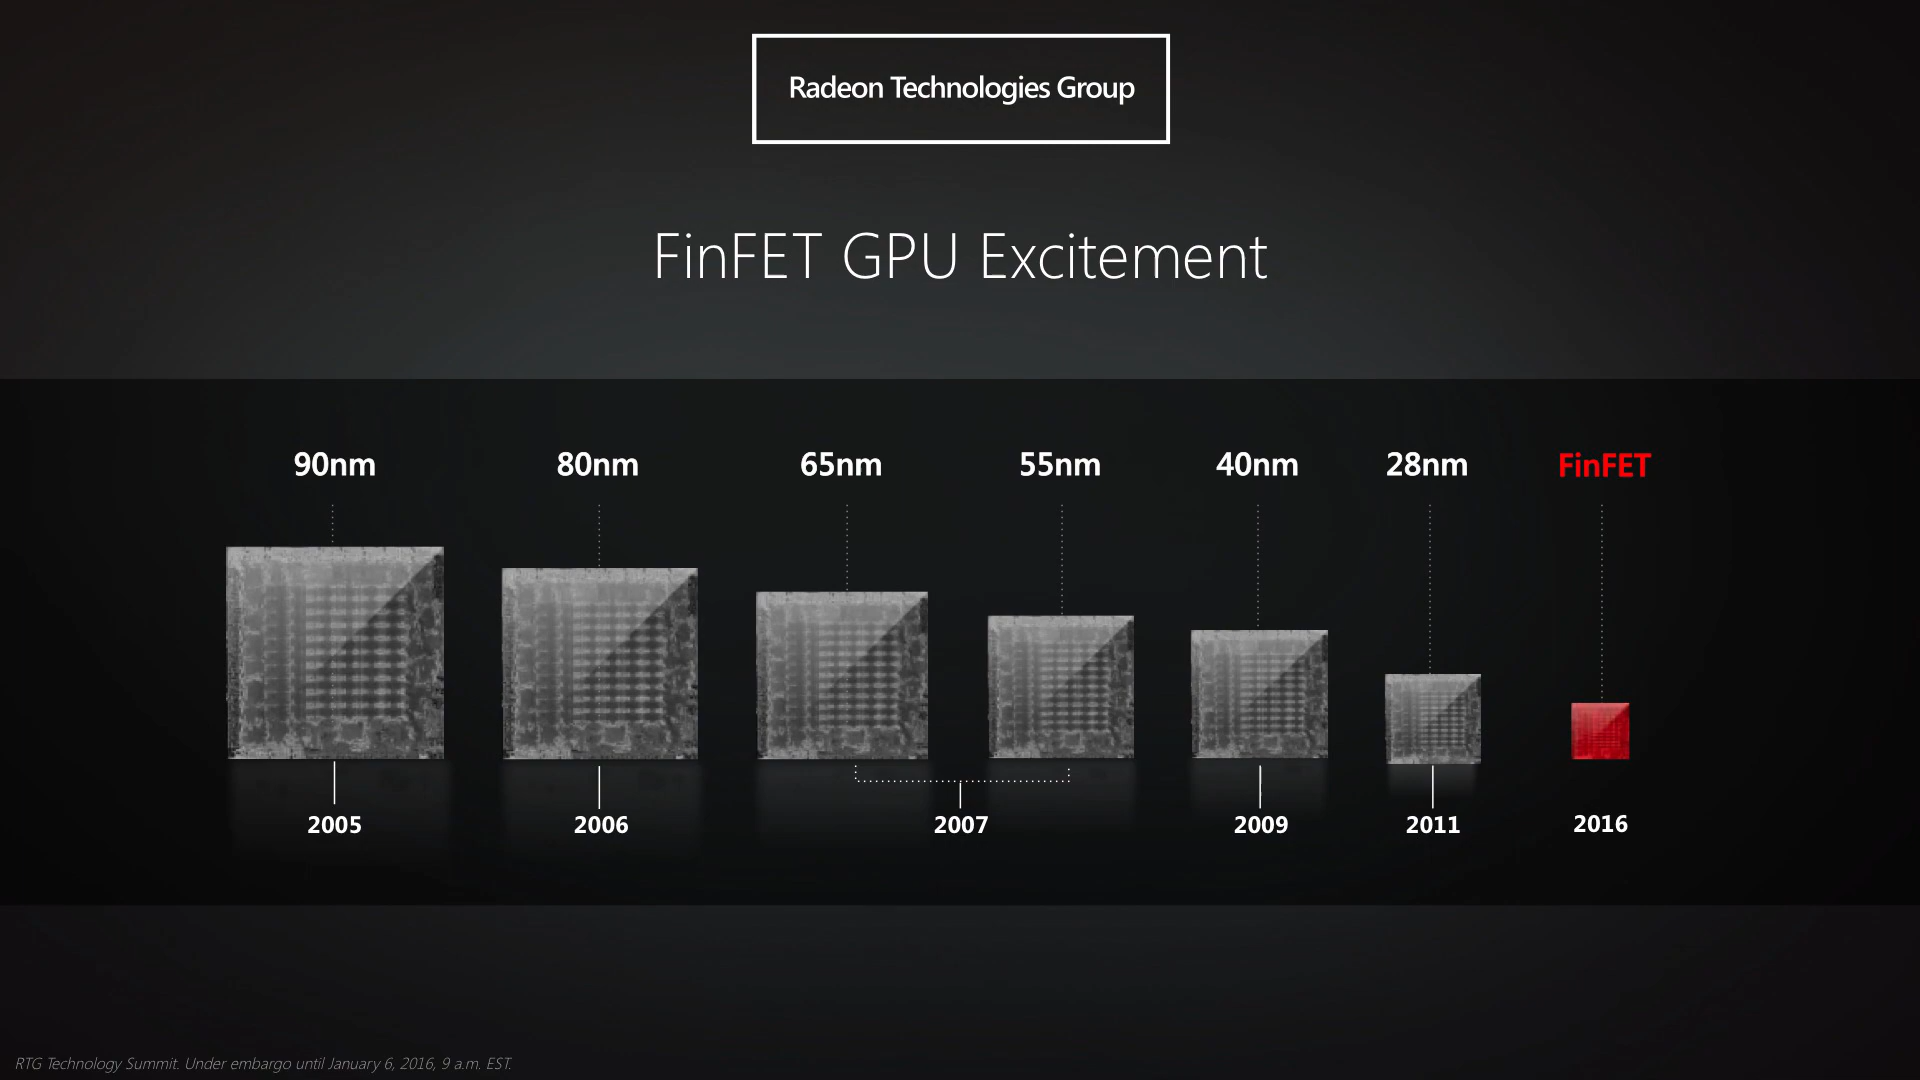 Radeon Technologies Group
FinFET GPU Excitement
90nm 80nm 65nm 55nm 40nm 28nm FinFET
2005 2006 2007 2009 2011 2016
RTG Technology Summit. Under embargo until January 6, 2016, 9 a.m. EST.